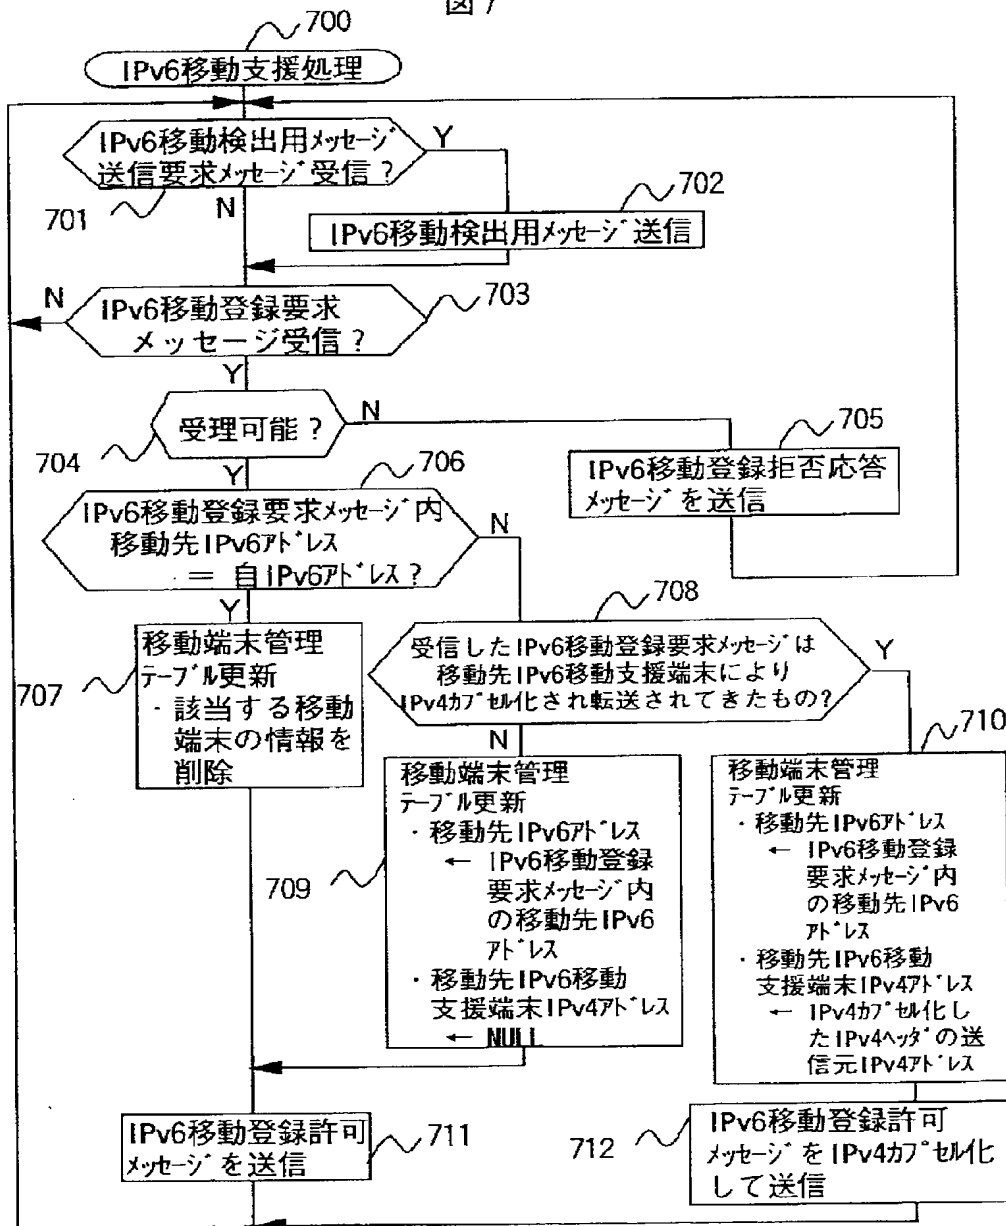 図7
700
IPv6移動支援処理
IPv6移動検出用メッセージ
送信要求メッセージ受信?
Y
701
N
702
IPv6移動検出用メッセージ送信
N
IPv6移動登録要求
メッセージ受信?
703
Y
受理可能?
N
704
Y
705
IPv6移動登録拒否応答
メッセージを送信
706
IPv6移動登録要求メッセージ内
移動先IPv6アドレス
= 自IPv6アドレス?
N
Y
707
移動端末管理
テーブル更新
・該当する移動
端末の情報を
削除
708
受信したIPv6移動登録要求メッセージは
移動先IPv6移動支援端末により
IPv4カプセル化され転送されてきたもの?
Y
N
709
移動端末管理
テーブル更新
・移動先IPv6アドレス
← IPv6移動登録
要求メッセージ内
の移動先IPv6
アドレス
・移動先IPv6移動
支援端末IPv4アドレス
← NULL
710
移動端末管理
テーブル更新
・移動先IPv6アドレス
← IPv6移動登録
要求メッセージ内
の移動先IPv6
アドレス
・移動先IPv6移動
支援端末IPv4アドレス
← IPv4カプセル化し
たIPv4ヘッダの送
信元IPv4アドレス
IPv6移動登録許可
メッセージを送信
711
712
IPv6移動登録許可
メッセージをIPv4カプセル化
して送信